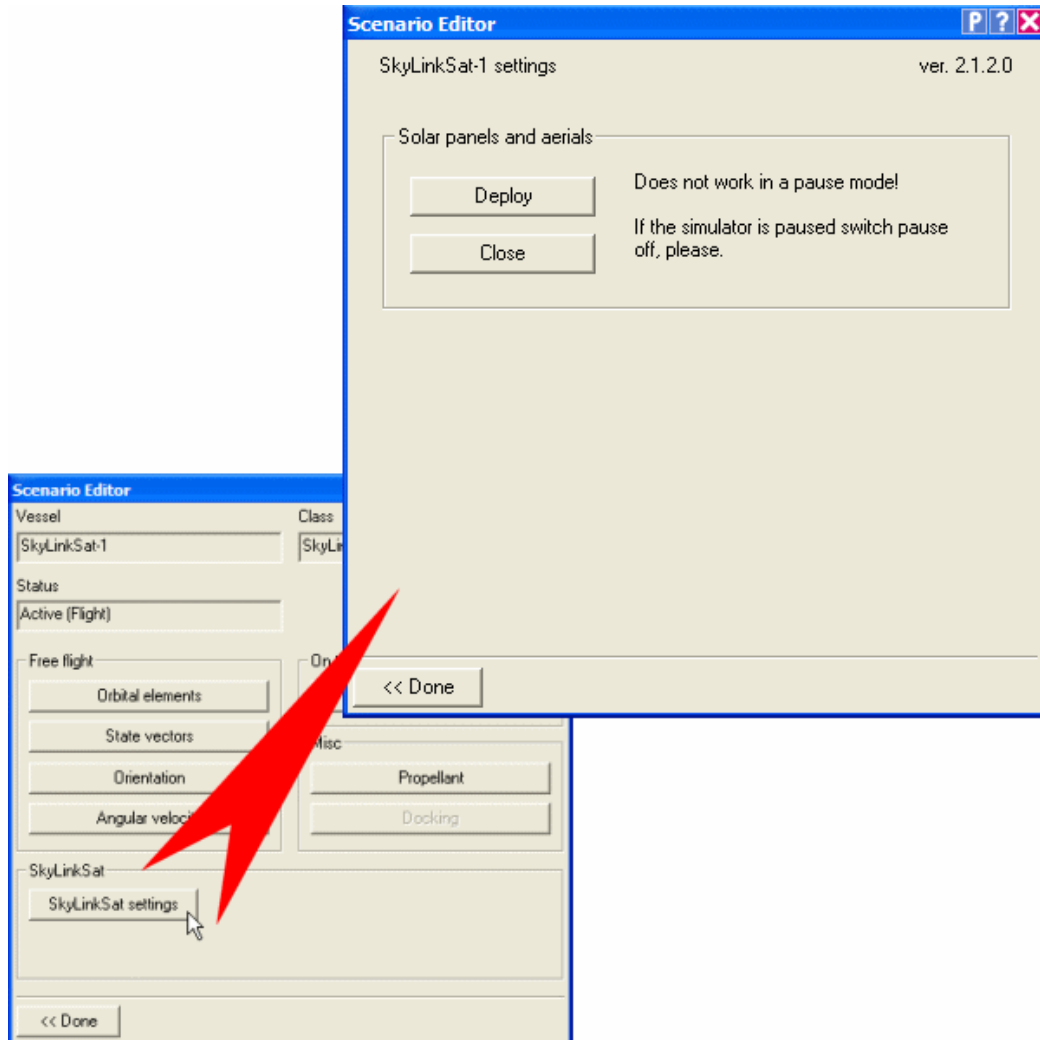 Scenario Editor
P ? X
SkyLinkSat-1 settings ver. 2.1.2.0
Solar panels and aerials
Deploy
Close
Does not work in a pause mode!
If the simulator is paused switch pause
off, please.
<< Done
Scenario Editor
Vessel Class
SkyLinkSat-1
Status
Active (Flight)
Free flight
Orbital elements
State vectors
Orientation
Misc
Propellant
Docking
SkyLinkSat
SkyLinkSat settings
<< Done